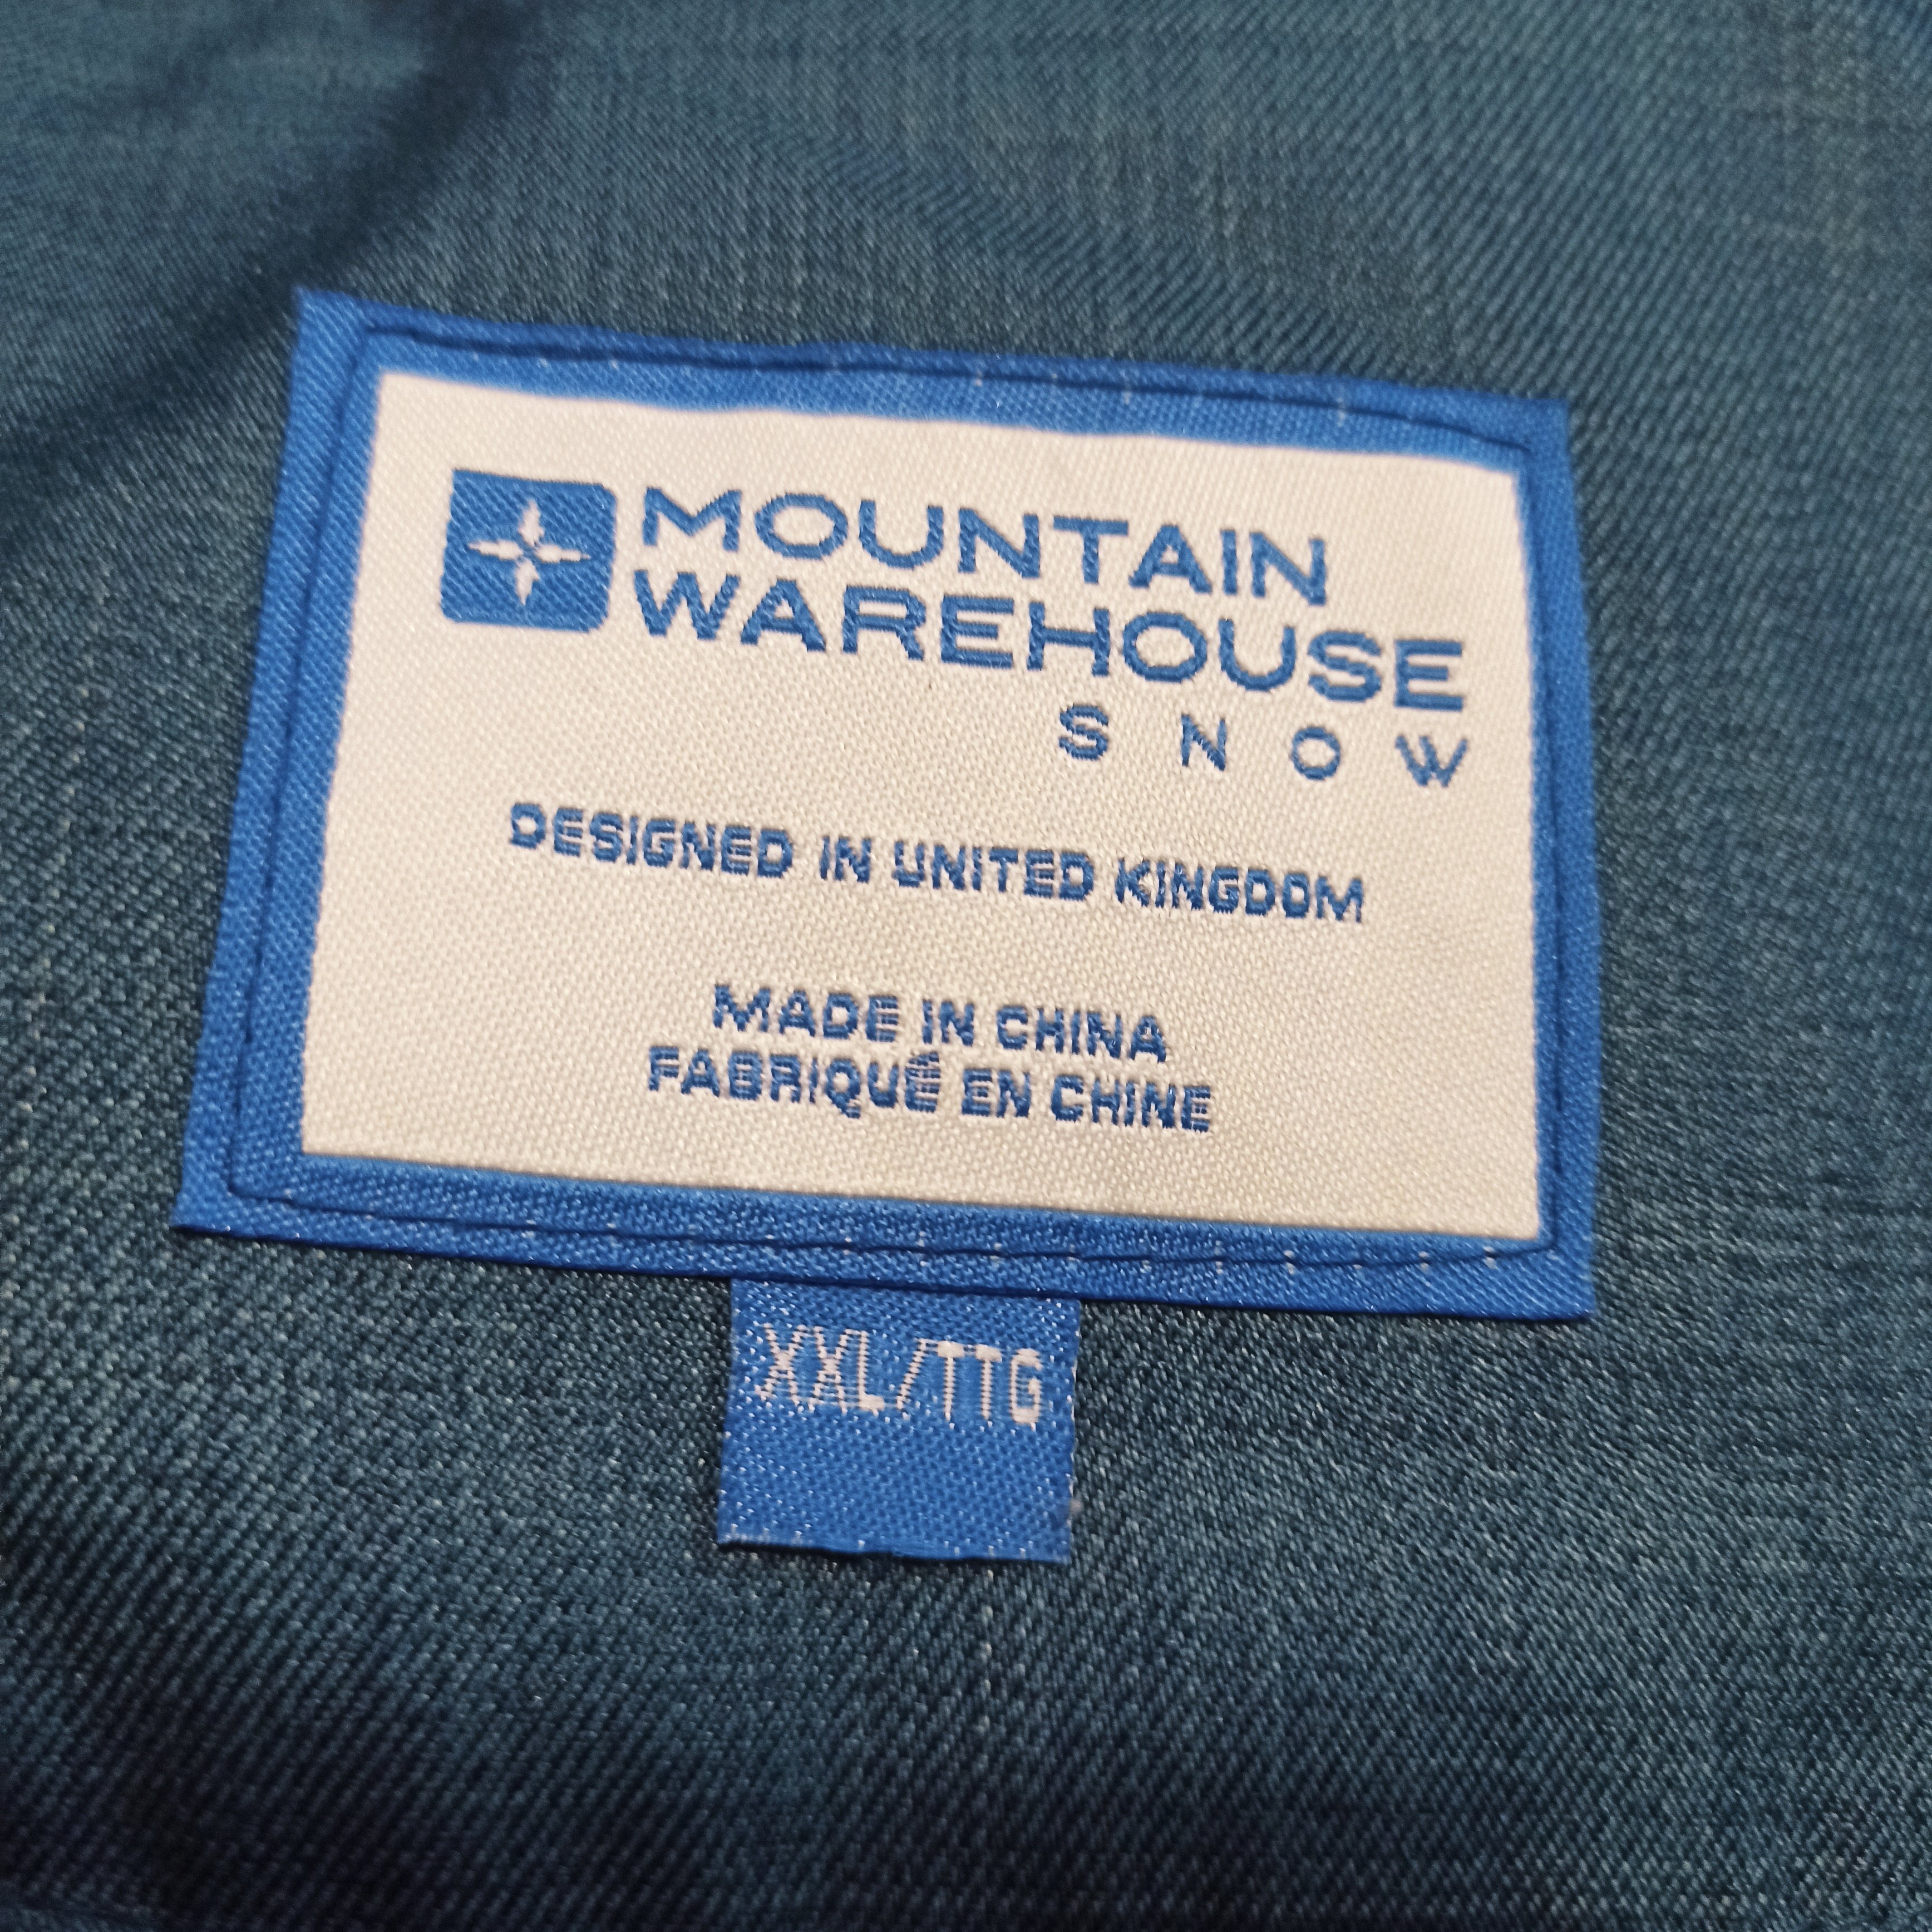 MOUNTAIN
WAREHOUSE
SNOW
DESIGNED IN UNITED KINGDOM
MADE IN CHINA
FABRIQUÉ EN CHINE
XXL/TTG